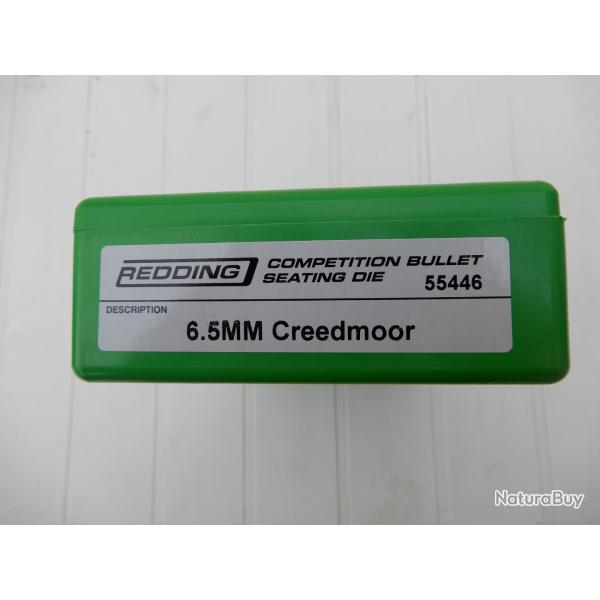 REDDING
COMPETITION BULLET
SEATING DIE 55446
DESCRIPTION
6.5MM Creedmoor
NaturaBuy